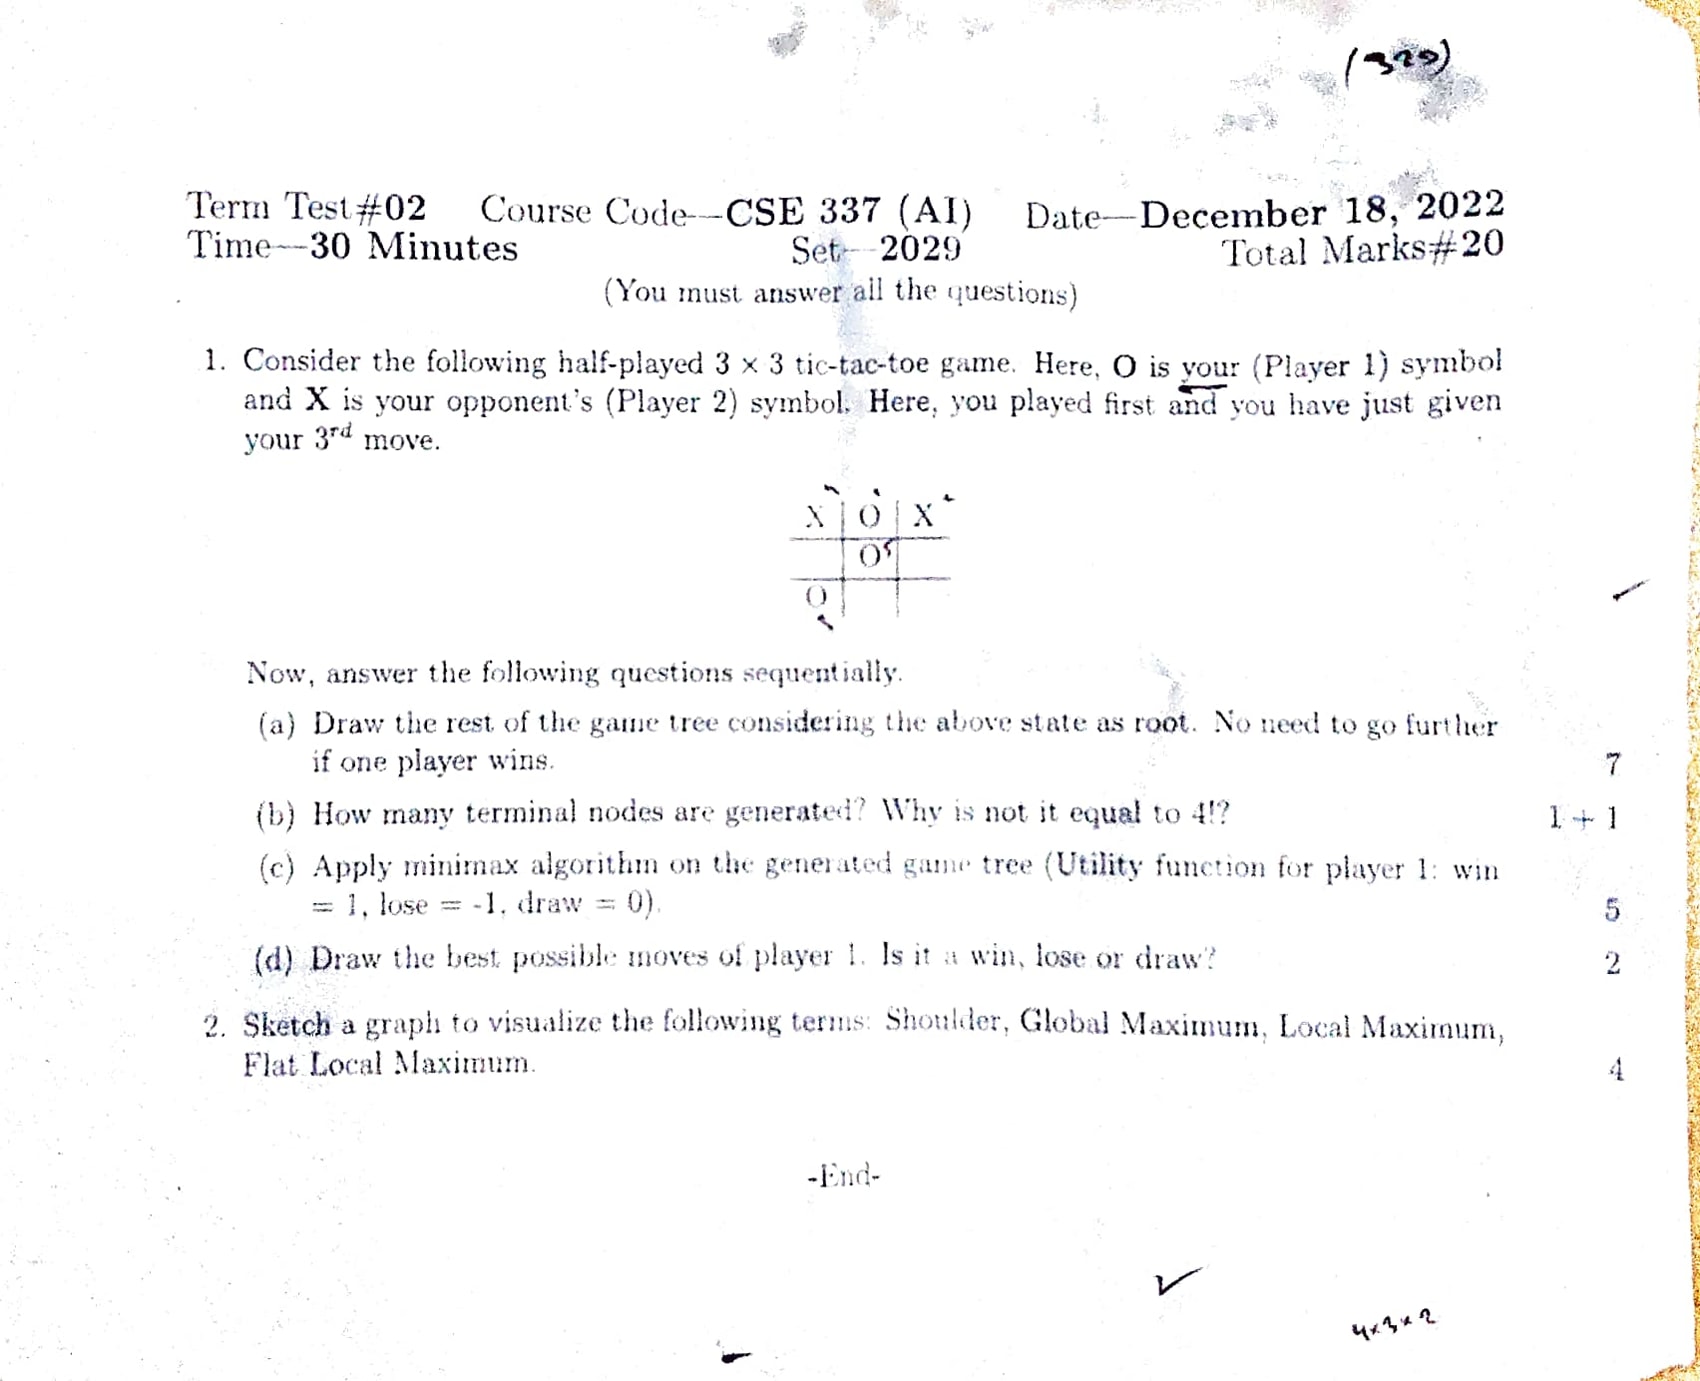 (320)
Term Test#02 Course Code—CSE 337 (AI) Date—December 18, 2022
Time—30 Minutes Set—2029 Total Marks#20
(You must answer all the questions)
1. Consider the following half-played 3 × 3 tic-tac-toe game. Here, O is your (Player 1) symbol
and X is your opponent's (Player 2) symbol. Here, you played first and you have just given
your 3rd move.
X O X
O
O
Now, answer the following questions sequentially.
(a) Draw the rest of the game tree considering the above state as root. No need to go further
if one player wins. 7
(b) How many terminal nodes are generated? Why is not it equal to 4!? 1 + 1
(c) Apply minimax algorithm on the generated game tree (Utility function for player 1: win
= 1, lose = -1, draw = 0). 5
(d) Draw the best possible moves of player 1. Is it a win, lose or draw? 2
2. Sketch a graph to visualize the following terms: Shoulder, Global Maximum, Local Maximum,
Flat Local Maximum. 4
-End-
4×3×2